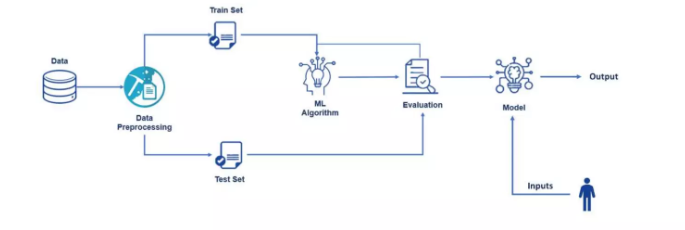 Train Set
Data
Data
Preprocessing
ML
Algorithm
Evaluation
Model
Output
Test Set
Inputs